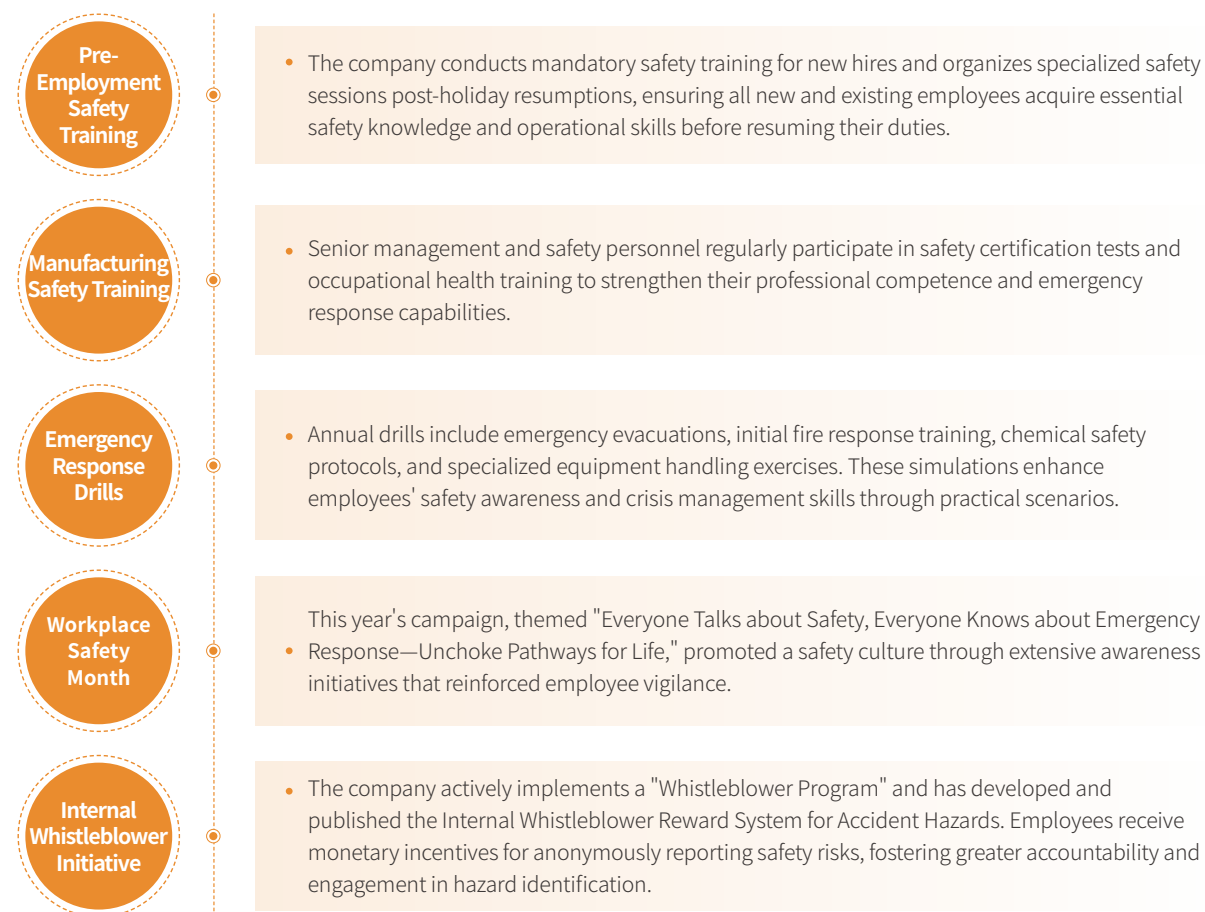 Pre-
Employment
Safety
Training
• The company conducts mandatory safety training for new hires and organizes specialized safety
sessions post-holiday resumptions, ensuring all new and existing employees acquire essential
safety knowledge and operational skills before resuming their duties.
Manufacturing
Safety Training
• Senior management and safety personnel regularly participate in safety certification tests and
occupational health training to strengthen their professional competence and emergency
response capabilities.
Emergency
Response
Drills
• Annual drills include emergency evacuations, initial fire response training, chemical safety
protocols, and specialized equipment handling exercises. These simulations enhance
employees' safety awareness and crisis management skills through practical scenarios.
Workplace
Safety
Month
This year's campaign, themed "Everyone Talks about Safety, Everyone Knows about Emergency
• Response—Unchoke Pathways for Life," promoted a safety culture through extensive awareness
initiatives that reinforced employee vigilance.
Internal
Whistleblower
Initiative
• The company actively implements a "Whistleblower Program" and has developed and
published the Internal Whistleblower Reward System for Accident Hazards. Employees receive
monetary incentives for anonymously reporting safety risks, fostering greater accountability and
engagement in hazard identification.